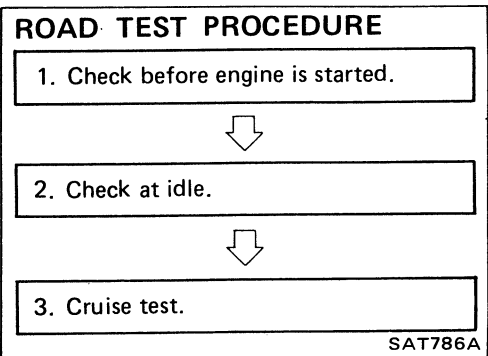 ROAD TEST PROCEDURE
1. Check before engine is started.
2. Check at idle.
3. Cruise test.
SAT786A